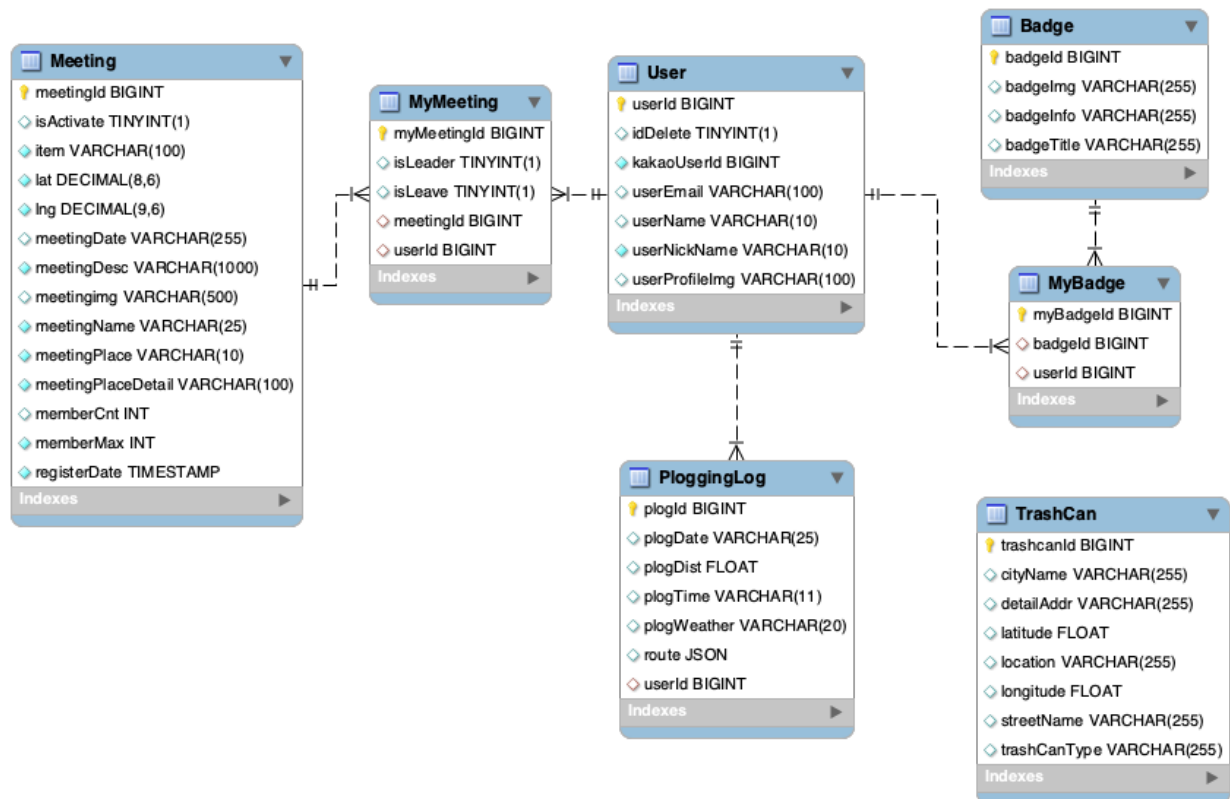 Meeting
meetingId BIGINT
isActivate TINYINT(1)
item VARCHAR(100)
lat DECIMAL(8,6)
lng DECIMAL(9,6)
meetingDate VARCHAR(255)
meetingDesc VARCHAR(1000)
meetingimg VARCHAR(500)
meetingName VARCHAR(25)
meetingPlace VARCHAR(10)
meetingPlaceDetail VARCHAR(100)
memberCnt INT
memberMax INT
registerDate TIMESTAMP
Indexes
MyMeeting
myMeetingId BIGINT
isLeader TINYINT(1)
isLeave TINYINT(1)
meetingId BIGINT
userId BIGINT
Indexes
User
userId BIGINT
idDelete TINYINT(1)
kakaoUserId BIGINT
userEmail VARCHAR(100)
userName VARCHAR(10)
userNickName VARCHAR(10)
userProfileImg VARCHAR(100)
Indexes
Badge
badgeId BIGINT
badgeImg VARCHAR(255)
badgeInfo VARCHAR(255)
badgeTitle VARCHAR(255)
Indexes
MyBadge
myBadgeId BIGINT
badgeId BIGINT
userId BIGINT
Indexes
PloggingLog
plogId BIGINT
plogDate VARCHAR(25)
plogDist FLOAT
plogTime VARCHAR(11)
plogWeather VARCHAR(20)
route JSON
userId BIGINT
Indexes
TrashCan
trashcanId BIGINT
cityName VARCHAR(255)
detailAddr VARCHAR(255)
latitude FLOAT
location VARCHAR(255)
longitude FLOAT
streetName VARCHAR(255)
trashCanType VARCHAR(255)
Indexes